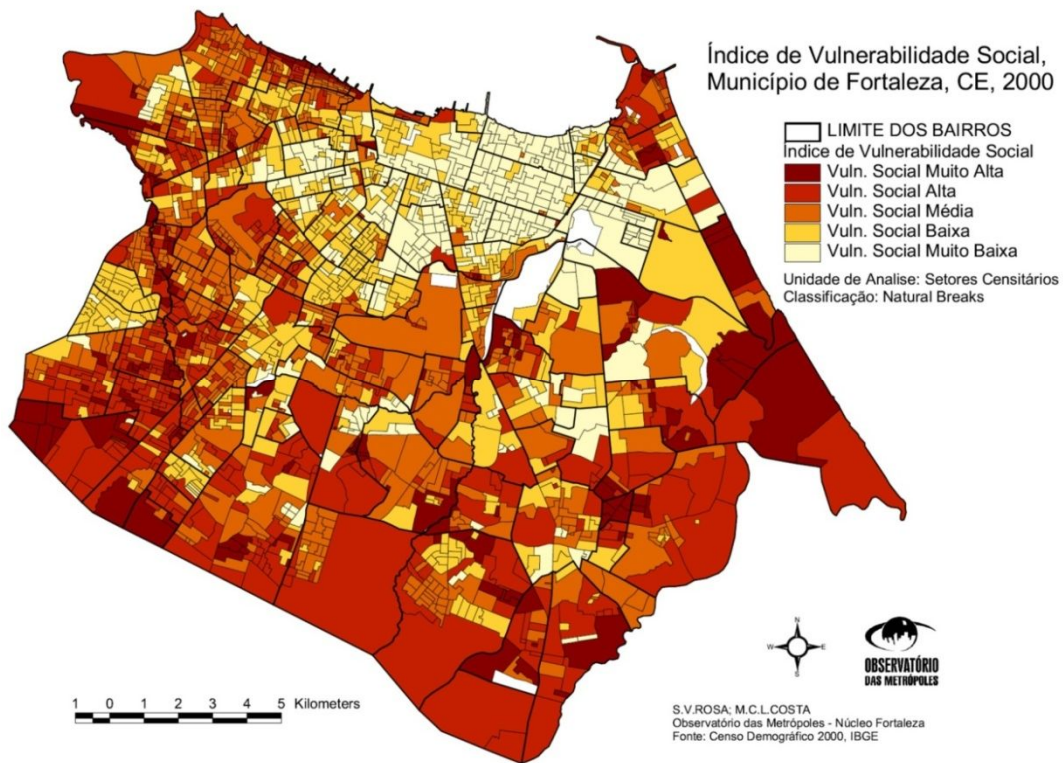 Índice de Vulnerabilidade Social,
Município de Fortaleza, CE, 2000
LIMITE DOS BAIRROS
Indice de Vulnerabilidade Social
Vuln. Social Muito Alta
Vuln. Social Alta
Vuln. Social Média
Vuln. Social Baixa
Vuln. Social Muito Baixa
Unidade de Analise: Setores Censitários
Classificação: Natural Breaks
N
W E
S
OBSERVATÓRIO
DAS METRÓPOLES
1 0 1 2 3 4 5 Kilometers
S.V.ROSA; M.C.L.COSTA
Observatório das Metrópoles - Núcleo Fortaleza
Fonte: Censo Demográfico 2000, IBGE